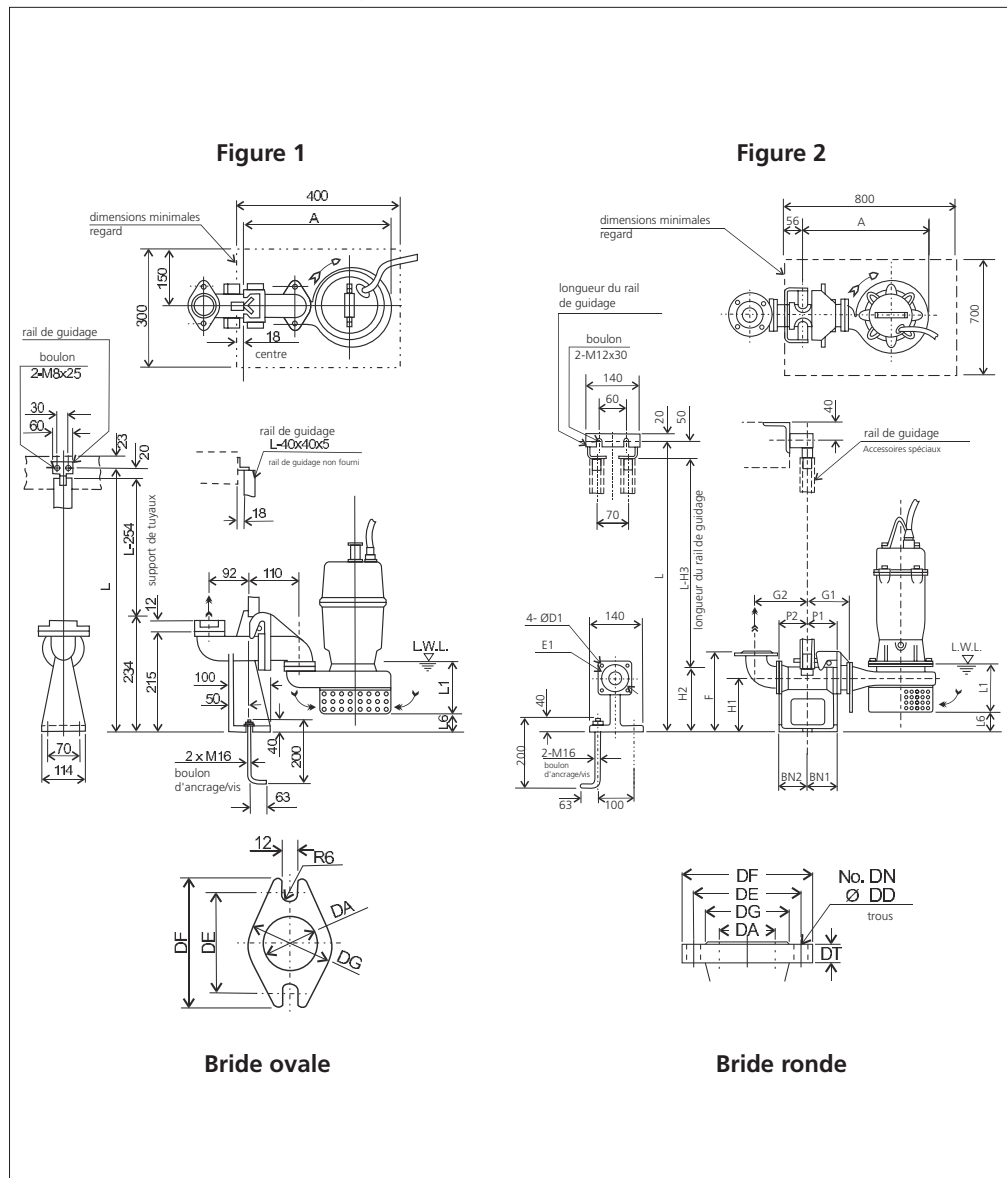 Figure 1
Figure 2
400
A
dimensions minimales
regard
150
300
18
centre
rail de guidage
boulon
2-M8x25
30
60
23
20
rail de guidage
L-40x40x5
rail de guidage non fourni
18
L
L-254
support de tuyaux
12
234
215
92
110
100
50
L.W.L.
L1
L6
40
200
2 x M16
boulon
d'ancrage/vis
63
70
114
12
R6
DA
DG
DF
DE
Bride ovale
800
56
A
dimensions minimales
regard
700
longueur du rail
de guidage
boulon
2-M12x30
140
60
20
50
40
rail de guidage
Accessoires spéciaux
70
L
L-H3
longueur du rail de guidage
4- ØD1
140
E1
G2
G1
P2
P1
L.W.L.
L1
L6
F
H1
H2
40
200
2-M16
boulon
d'ancrage/vis
63
100
BN2
BN1
DF
DE
DG
DA
No. DN
Ø DD
trous
DT
Bride ronde